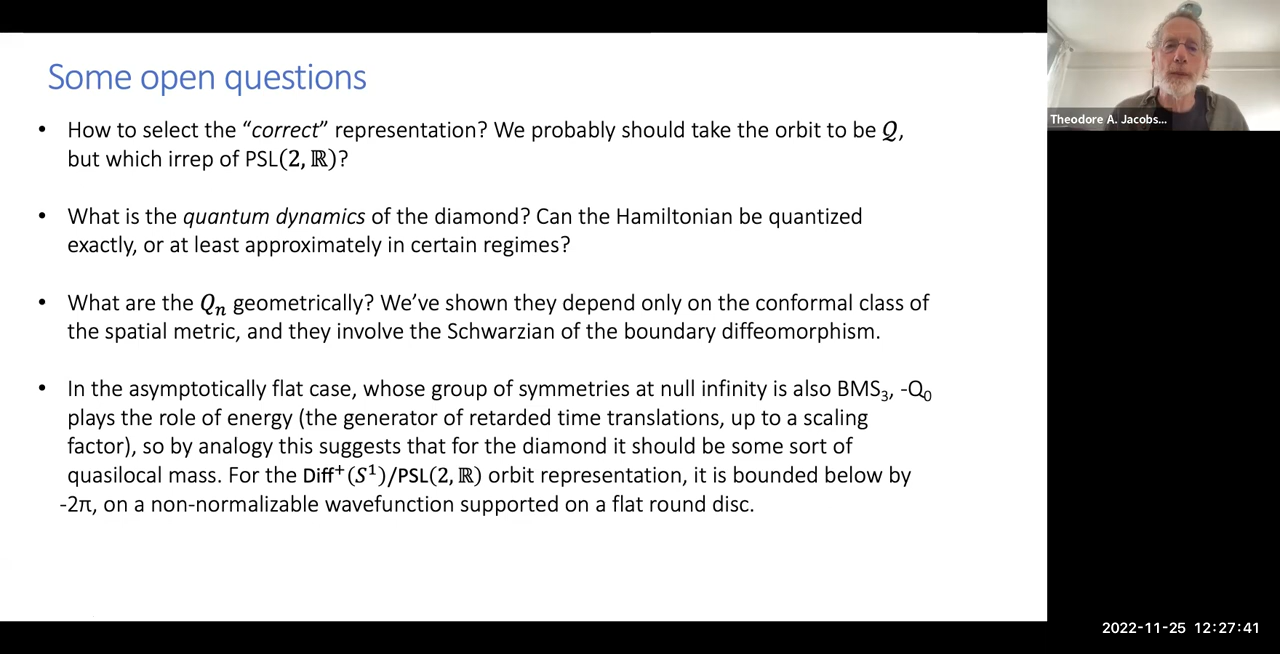 Some open questions
• How to select the “correct” representation? We probably should take the orbit to be 𝒬,
but which irrep of PSL(2, ℝ)?
• What is the quantum dynamics of the diamond? Can the Hamiltonian be quantized
exactly, or at least approximately in certain regimes?
• What are the Qₙ geometrically? We’ve shown they depend only on the conformal class of
the spatial metric, and they involve the Schwarzian of the boundary diffeomorphism.
• In the asymptotically flat case, whose group of symmetries at null infinity is also BMS₃, -Q₀
plays the role of energy (the generator of retarded time translations, up to a scaling
factor), so by analogy this suggests that for the diamond it should be some sort of
quasilocal mass. For the Diff⁺(S¹)/PSL(2, ℝ) orbit representation, it is bounded below by
-2π, on a non-normalizable wavefunction supported on a flat round disc.
Theodore A. Jacobs...
2022-11-25 12:27:41